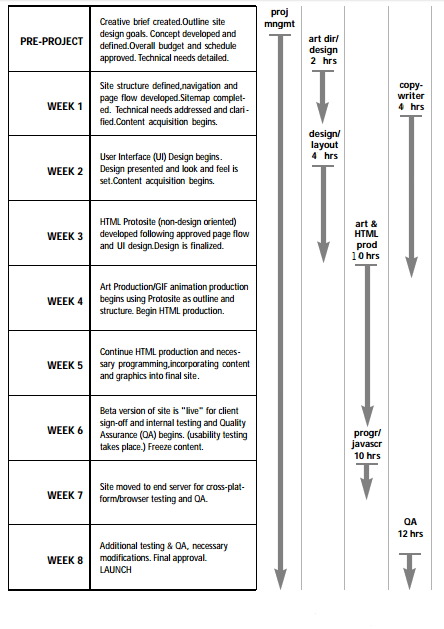 PRE-PROJECT
Creative brief created.Outline site
design goals. Concept developed and
defined.Overall budget and schedule
approved. Technical needs detailed.
WEEK 1
Site structure defined,navigation and
page flow developed.Sitemap complet-
ed. Technical needs addressed and clari-
fied.Content acquisition begins.
WEEK 2
User Interface (UI) Design begins.
Design presented and look and feel is
set.Content acquisition begins.
WEEK 3
HTML Protosite (non-design oriented)
developed following approved page flow
and UI design.Design is finalized.
WEEK 4
Art Production/GIF animation production
begins using Protosite as outline and
structure. Begin HTML production.
WEEK 5
Continue HTML production and neces-
sary programming,incorporating content
and graphics into final site.
WEEK 6
Beta version of site is "live" for client
sign-off and internal testing and Quality
Assurance (QA) begins. (usability testing
takes place.) Freeze content.
WEEK 7
Site moved to end server for cross-plat-
form/browser testing and QA.
WEEK 8
Additional testing & QA, necessary
modifications. Final approval.
LAUNCH
proj
mngmt
art dir/
design
2 hrs
design/
layout
4 hrs
art &
HTML
prod
10 hrs
progr/
javascr
10 hrs
copy-
writer
4 hrs
QA
12 hrs